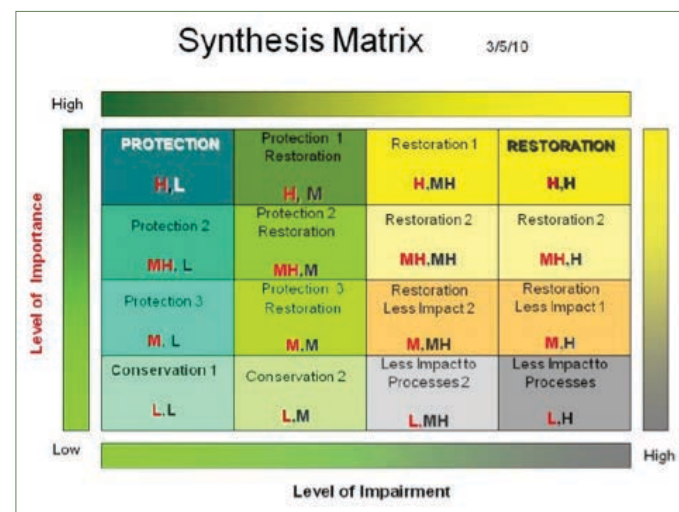 Synthesis Matrix 3/5/10
High
PROTECTION
H,L
Protection 1
Restoration
H, M
Restoration 1
H,MH
RESTORATION
H,H
Protection 2
MH, L
Protection 2
Restoration
MH,M
Restoration 2
MH,MH
Restoration 2
MH,H
Protection 3
M, L
Protection 3
Restoration
M,M
Restoration
Less Impact 2
M,MH
Restoration
Less Impact 1
M,H
Conservation 1
L,L
Conservation 2
L,M
Less Impact to
Processes 2
L,MH
Less Impact to
Processes
L,H
Level of Importance
Low
High
Level of Impairment